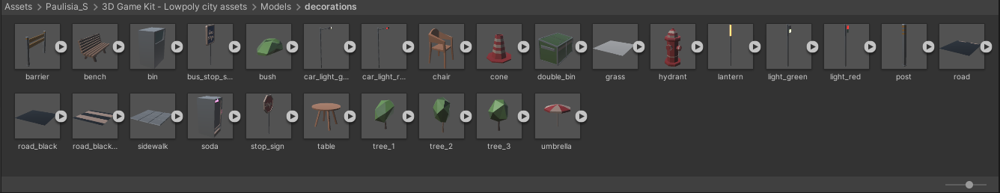 Assets > Paulisia_S > 3D Game Kit - Lowpoly city assets > Models > decorations
barrier bench bin bus_stop_s... bush car_light_g... car_light_r... chair cone double_bin grass hydrant lantern light_green light_red post road
road_black road_black... sidewalk soda stop_sign table tree_1 tree_2 tree_3 umbrella